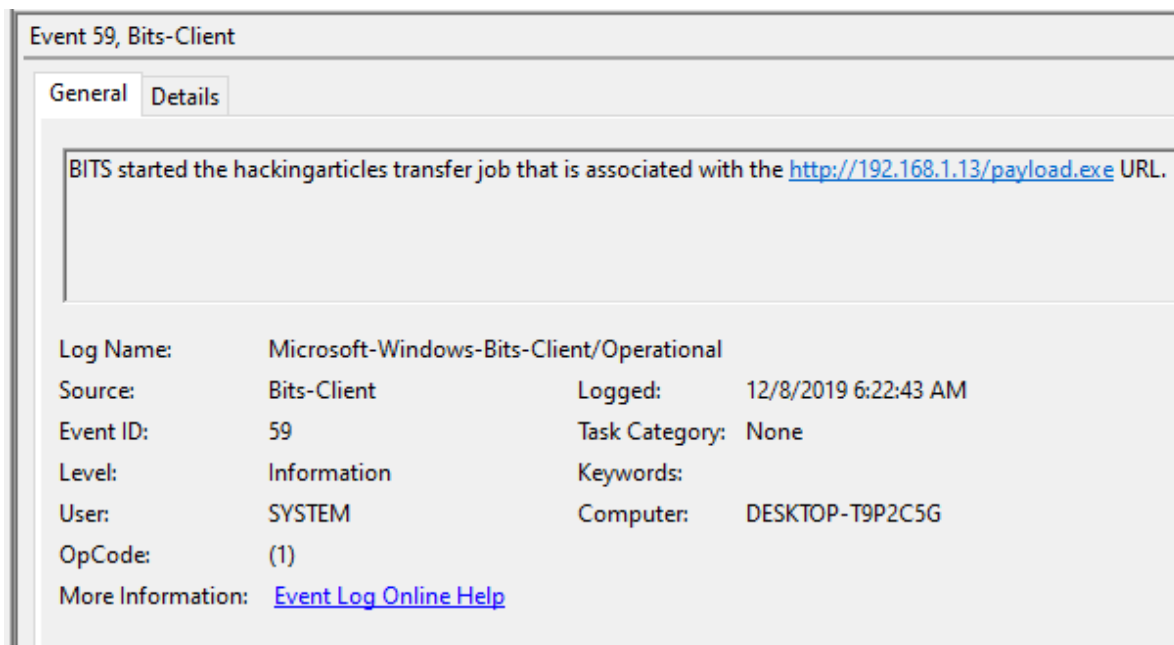 Event 59, Bits-Client
General Details
BITS started the hackingarticles transfer job that is associated with the http://192.168.1.13/payload.exe URL.
Log Name: Microsoft-Windows-Bits-Client/Operational
Source: Bits-Client Logged: 12/8/2019 6:22:43 AM
Event ID: 59 Task Category: None
Level: Information Keywords:
User: SYSTEM Computer: DESKTOP-T9P2C5G
OpCode: (1)
More Information: Event Log Online Help